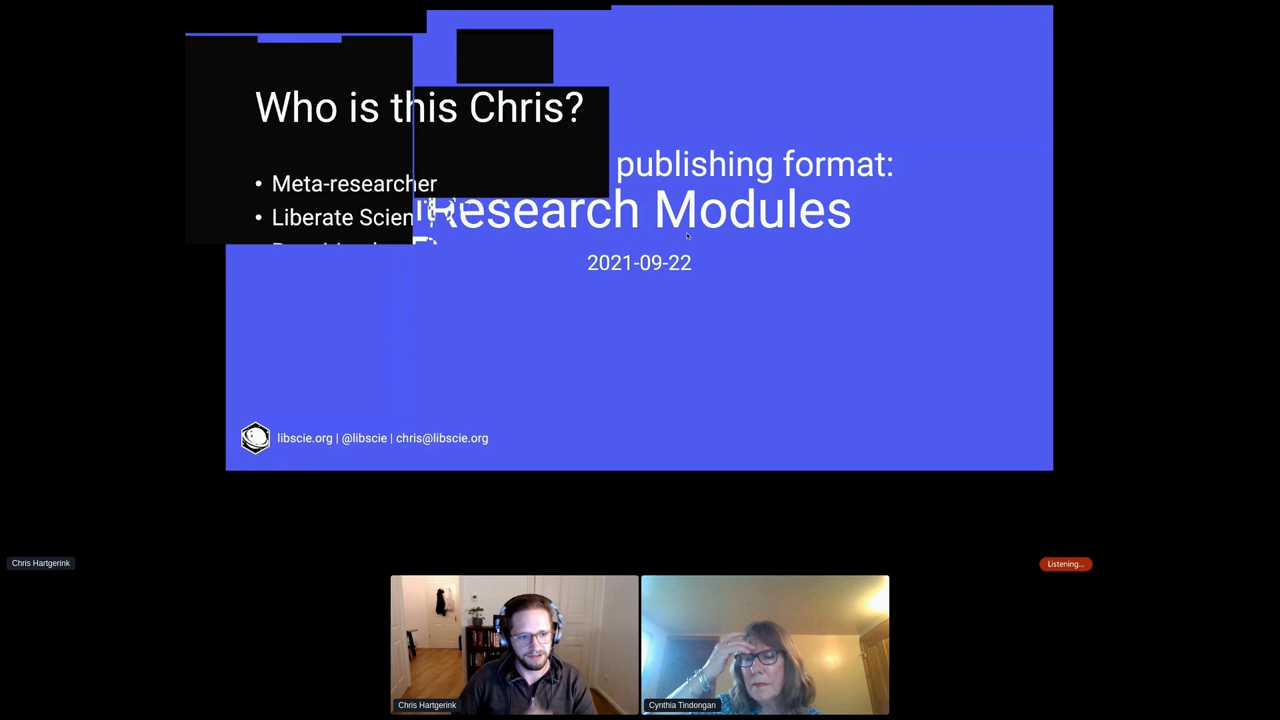 Who is this Chris?
publishing format:
• Meta-researcher
• Liberate Scien
Research Modules
2021-09-22
libscie.org | @libscie | chris@libscie.org
Chris Hartgerink
Listening...
Chris Hartgerink
Cynthia Tindongan